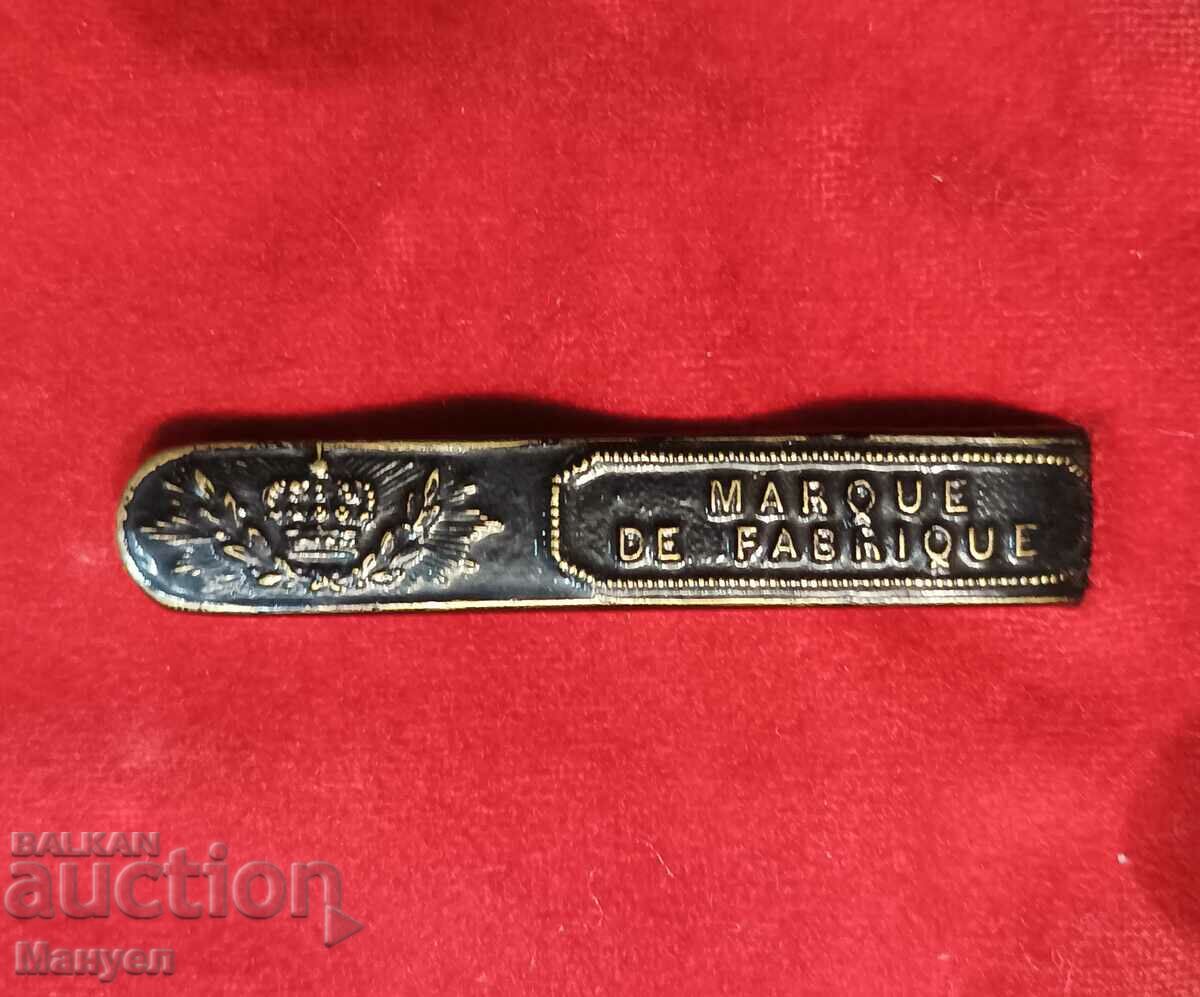 MARQUE
DE FABRIQUE
BALKAN
auction
Мануел